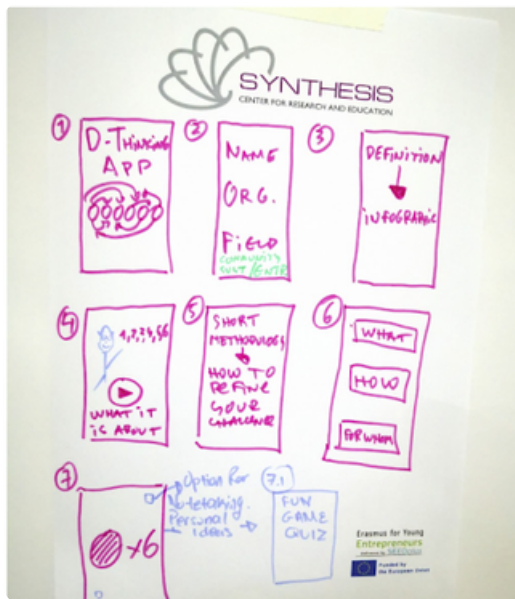 SYNTHESIS
CENTER FOR RESEARCH AND EDUCATION
1
D-THINKING
APP
2
NAME
ORG.
FIELD
COMMUNITY
3
DEFINITION
INFOGRAPHIC
4
1,2,3,4,5,6
WHAT IT
IS ABOUT
5
SHORT
METHODOLOGY
HOW TO
DEFINE
YOUR
CHALLENGE
6
WHAT
HOW
FOR WHOM
7
x6
Option for
Notetaking.
Personal
ideas
7.1
FUN
GAME
QUIZ
Erasmus for Young
Entrepreneurs
Funded by
the European Union